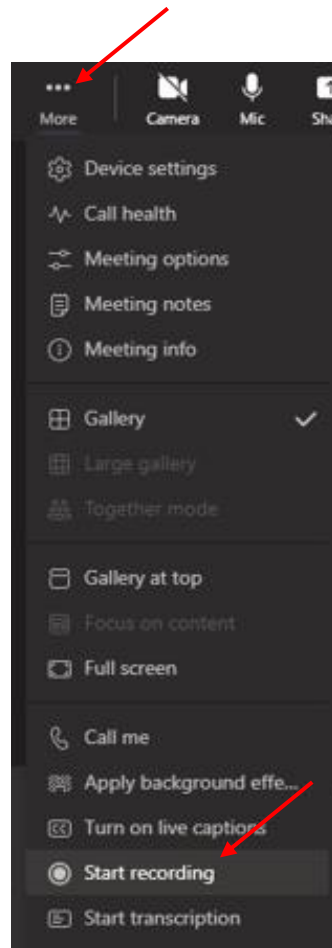 More Camera Mic Sha
Device settings
Call health
Meeting options
Meeting notes
Meeting info
Gallery
Large gallery
Together mode
Gallery at top
Focus on content
Full screen
Call me
Apply background effe...
CC Turn on live captions
Start recording
Start transcription